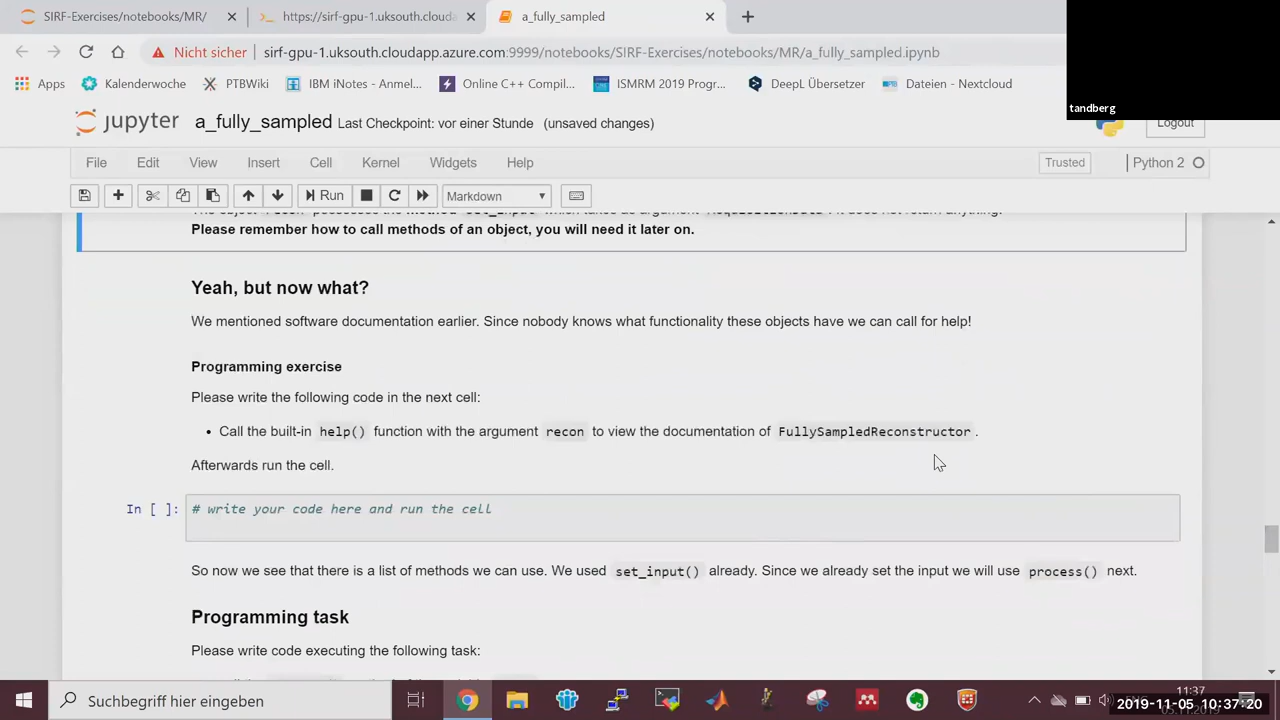 SIRF-Exercises/notebooks/MR/
https://sirf-gpu-1.uksouth.clouda
a_fully_sampled
Nicht sicher
sirf-gpu-1.uksouth.cloudapp.azure.com:9999/notebooks/SIRF-Exercises/notebooks/MR/a_fully_sampled.ipynb
Apps
Kalenderwoche
PTBWiki
IBM iNotes - Anmel...
Online C++ Compil...
ISMRM 2019 Progr...
DeepL Übersetzer
Dateien - Nextcloud
tandberg
jupyter
a_fully_sampled Last Checkpoint: vor einer Stunde (unsaved changes)
Logout
File
Edit
View
Insert
Cell
Kernel
Widgets
Help
Trusted
Python 2
Run
Markdown
Please remember how to call methods of an object, you will need it later on.
Yeah, but now what?
We mentioned software documentation earlier. Since nobody knows what functionality these objects have we can call for help!
Programming exercise
Please write the following code in the next cell:
• Call the built-in help() function with the argument recon to view the documentation of FullySampledReconstructor.
Afterwards run the cell.
In [ ]:
# write your code here and run the cell
So now we see that there is a list of methods we can use. We used set_input() already. Since we already set the input we will use process() next.
Programming task
Please write code executing the following task:
Suchbegriff hier eingeben
11:37
2019-11-05 10:37:20